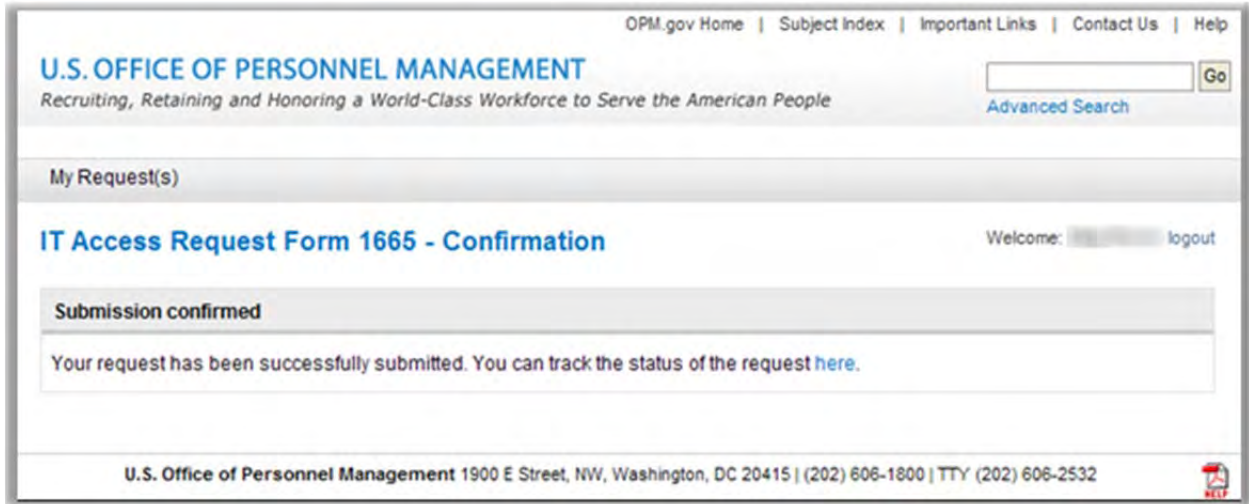 OPM.gov Home | Subject Index | Important Links | Contact Us | Help
U.S. OFFICE OF PERSONNEL MANAGEMENT
Go
Recruiting, Retaining and Honoring a World-Class Workforce to Serve the American People
Advanced Search
My Request(s)
IT Access Request Form 1665 - Confirmation
Welcome: logout
Submission confirmed
Your request has been successfully submitted. You can track the status of the request here.
U.S. Office of Personnel Management 1900 E Street, NW, Washington, DC 20415 | (202) 606-1800 | TTY (202) 606-2532
HELP